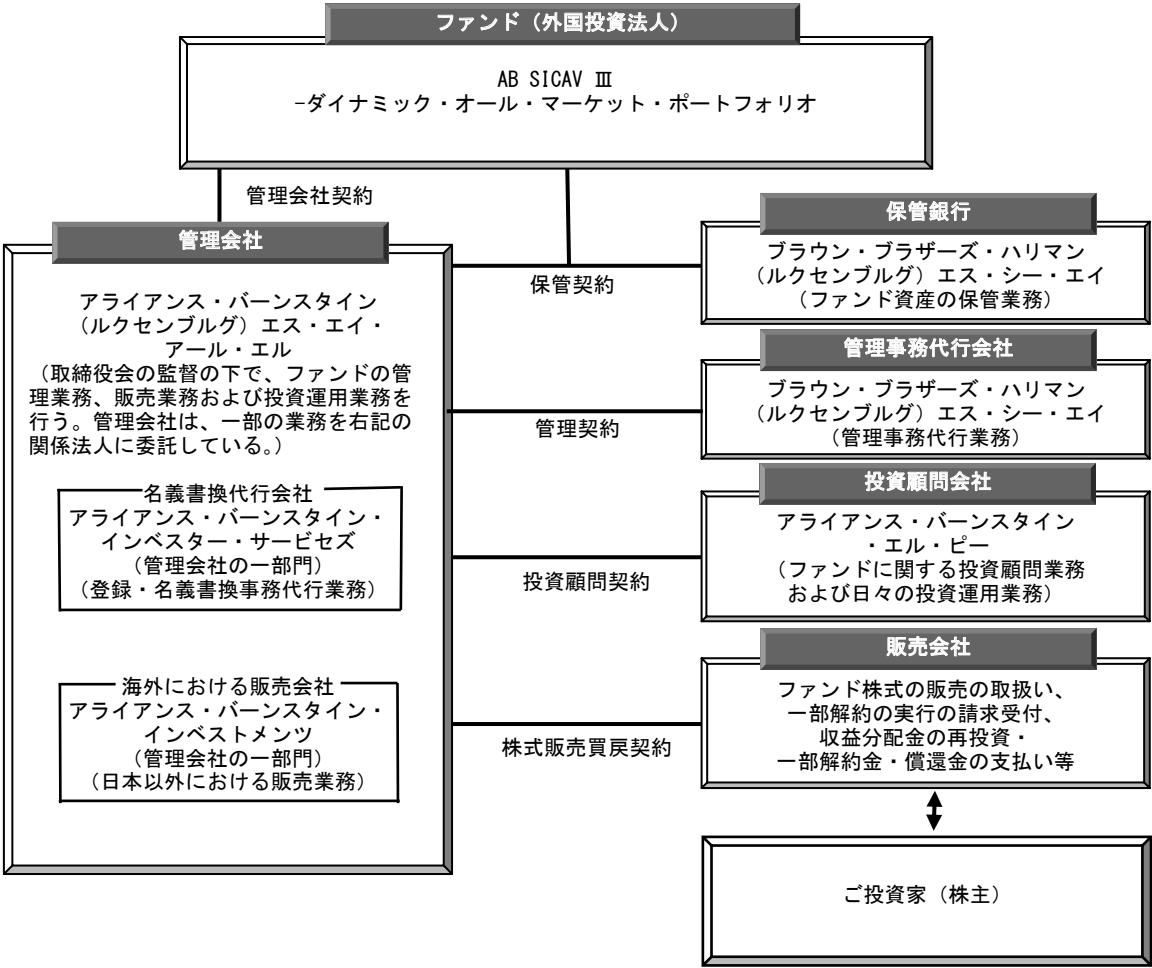 ファンド（外国投資法人）
AB SICAV Ⅲ
-ダイナミック・オール・マーケット・ポートフォリオ
管理会社契約
管理会社
アライアンス・バーンスタイン
（ルクセンブルグ）エス・エイ・
アール・エル
（取締役会の監督の下で、ファンドの管
理業務、販売業務および投資運用業務を
行う。管理会社は、一部の業務を右記の
関係法人に委託している。）
名義書換代行会社
アライアンス・バーンスタイン・
インベスター・サービセズ
（管理会社の一部門）
（登録・名義書換事務代行業務）
海外における販売会社
アライアンス・バーンスタイン・
インベストメンツ
（管理会社の一部門）
（日本以外における販売業務）
保管契約
管理契約
投資顧問契約
株式販売買戻契約
保管銀行
ブラウン・ブラザーズ・ハリマン
（ルクセンブルグ）エス・シー・エイ
（ファンド資産の保管業務）
管理事務代行会社
ブラウン・ブラザーズ・ハリマン
（ルクセンブルグ）エス・シー・エイ
（管理事務代行業務）
投資顧問会社
アライアンス・バーンスタイン
・エル・ピー
（ファンドに関する投資顧問業務
および日々の投資運用業務）
販売会社
ファンド株式の販売の取扱い、
一部解約の実行の請求受付、
収益分配金の再投資・
一部解約金・償還金の支払い等
ご投資家（株主）